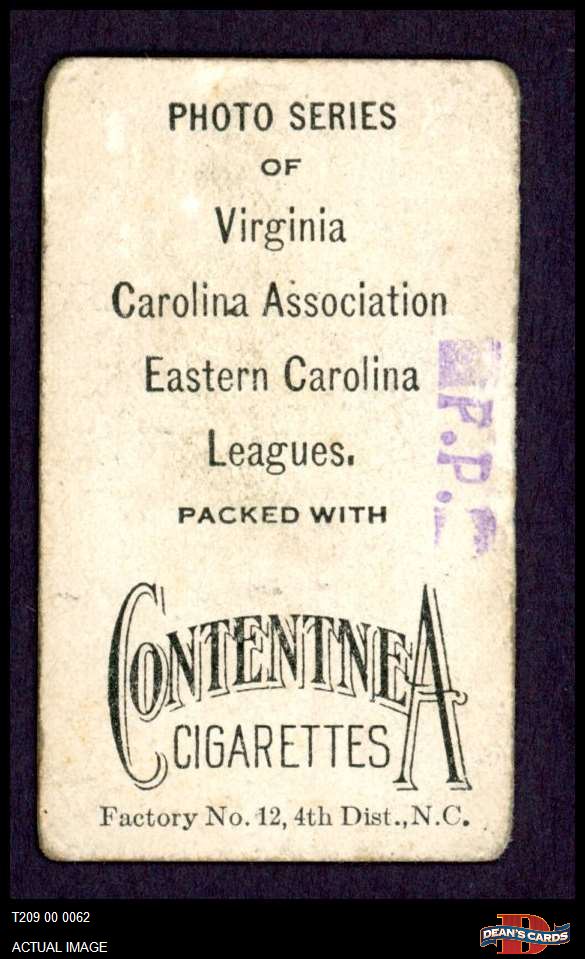 PHOTO SERIES
OF
Virginia
Carolina Association
Eastern Carolina
Leagues.
PACKED WITH
CONTENTNEA
CIGARETTES
Factory No. 12, 4th Dist., N.C.
F.P.
T209 00 0062
ACTUAL IMAGE
D
DEAN'S CARDS